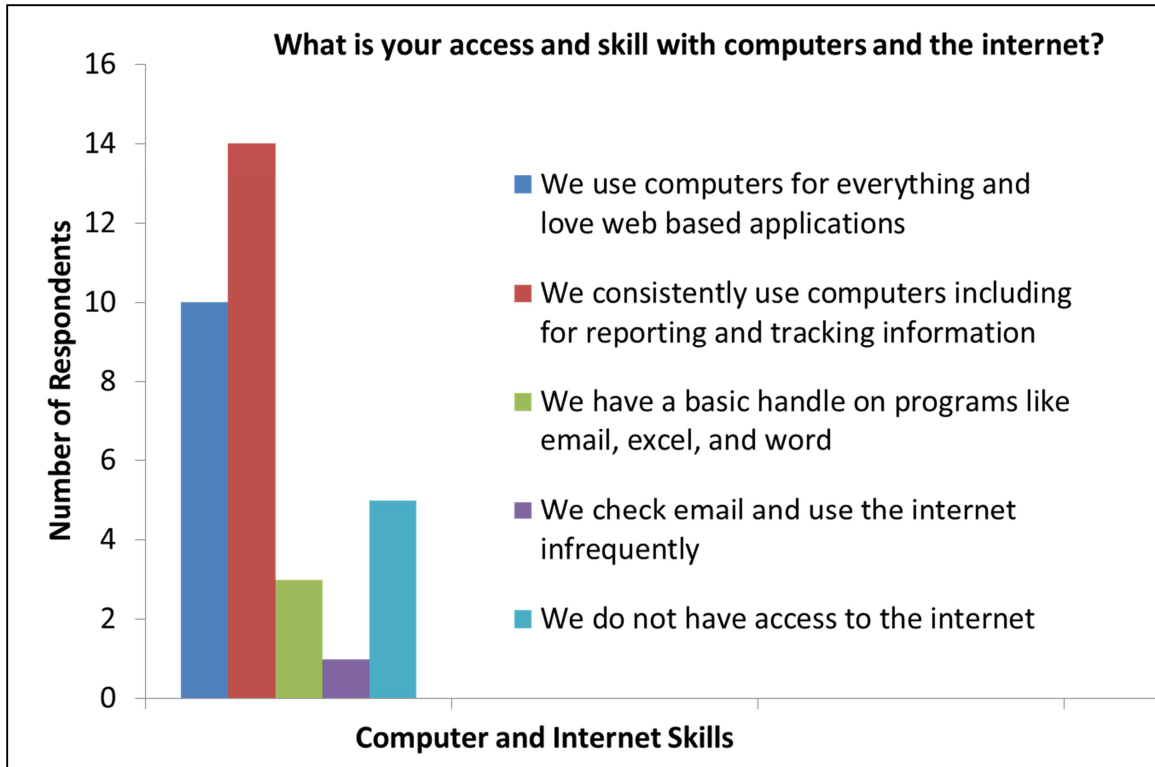 What is your access and skill with computers and the internet?
16
14
12
10
8
6
4
2
0
Number of Respondents
We use computers for everything and
love web based applications
We consistently use computers including
for reporting and tracking information
We have a basic handle on programs like
email, excel, and word
We check email and use the internet
infrequently
We do not have access to the internet
Computer and Internet Skills